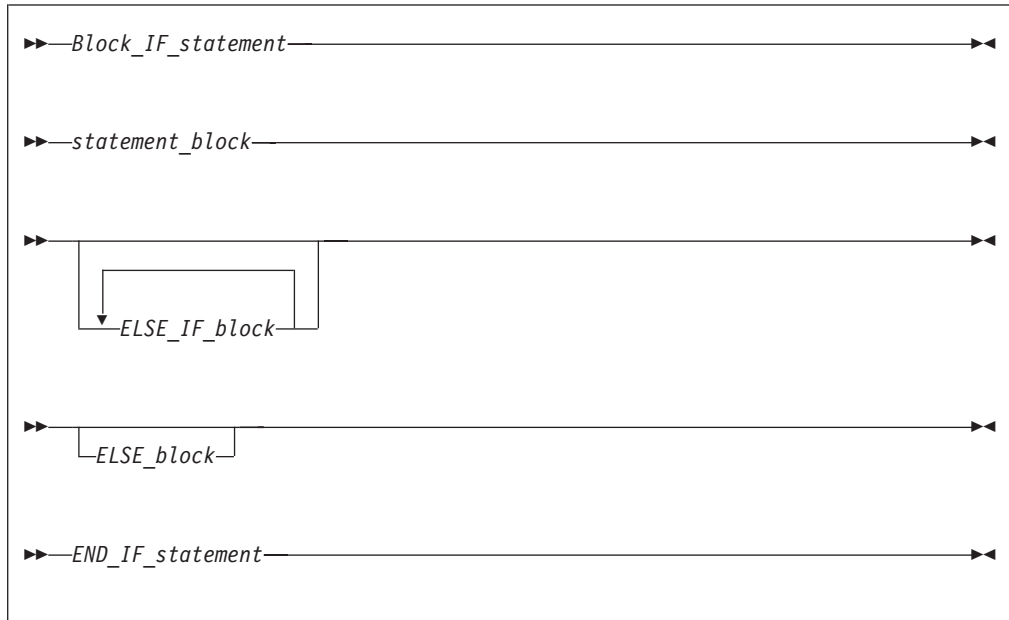 Block_IF_statement
statement_block
ELSE_IF_block
ELSE_block
END_IF_statement